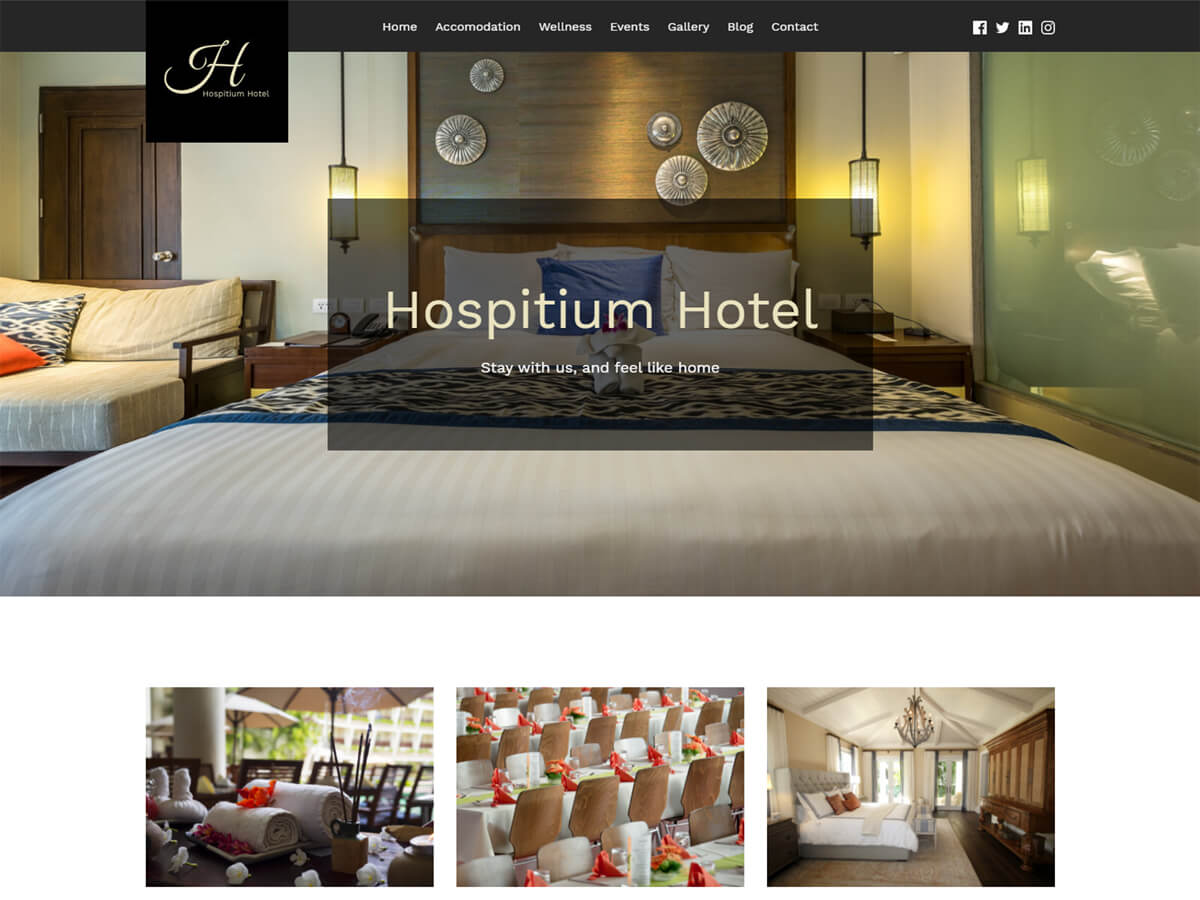 H
Hospitium Hotel
Home Accomodation Wellness Events Gallery Blog Contact
Hospitium Hotel
Stay with us, and feel like home